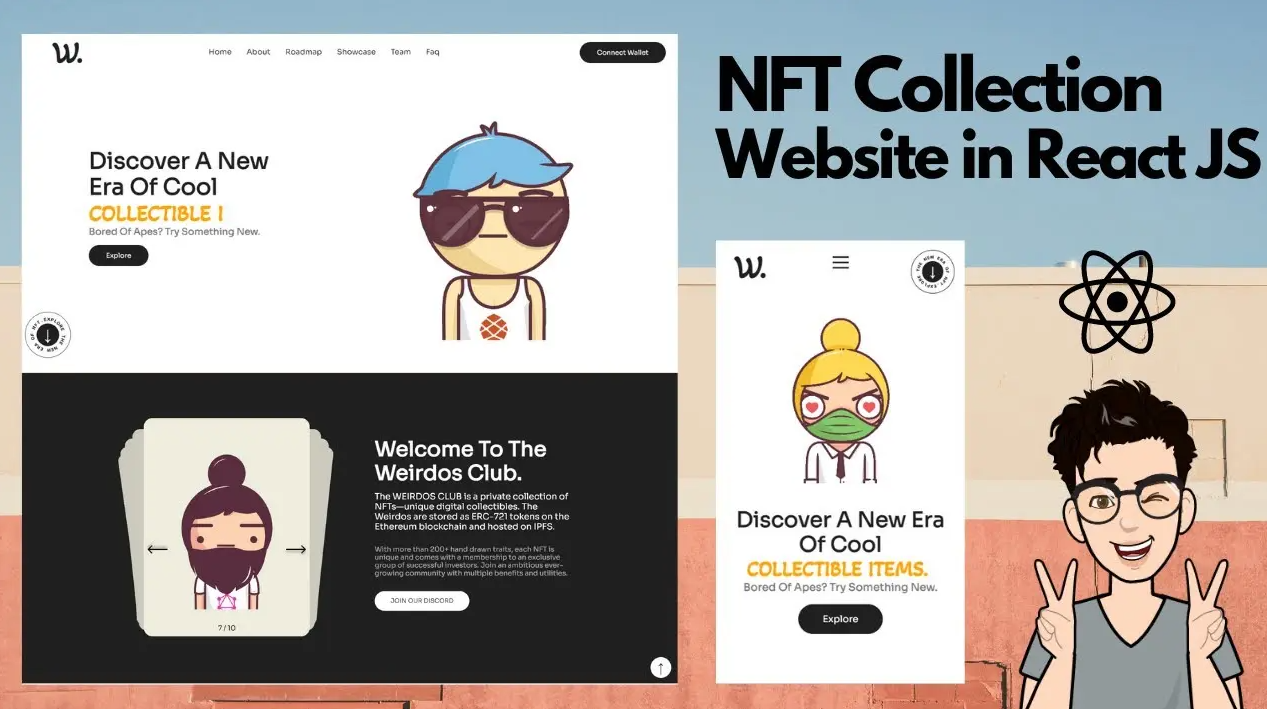 W.
Home About Roadmap Showcase Team Faq
Connect Wallet
Discover A New
Era Of Cool
COLLECTIBLE I
Bored Of Apes? Try Something New.
Explore
EXPLORE THE NEW ERA OF NFT
Welcome To The
Weirdos Club.
The WEIRDOS CLUB is a private collection of
NFTs—unique digital collectibles. The
Weirdos are stored as ERC-721 tokens on the
Ethereum blockchain and hosted on IPFS.
With more than 200+ hand drawn traits, each NFT is
unique and comes with a membership to an exclusive
group of successful investors. Join an ambitious ever-
growing community with multiple benefits and utilities.
JOIN OUR DISCORD
7 / 10
NFT Collection
Website in React JS
W.
EXPLORE THE NEW ERA OF NFT
Discover A New Era
Of Cool
COLLECTIBLE ITEMS.
Bored Of Apes? Try Something New.
Explore